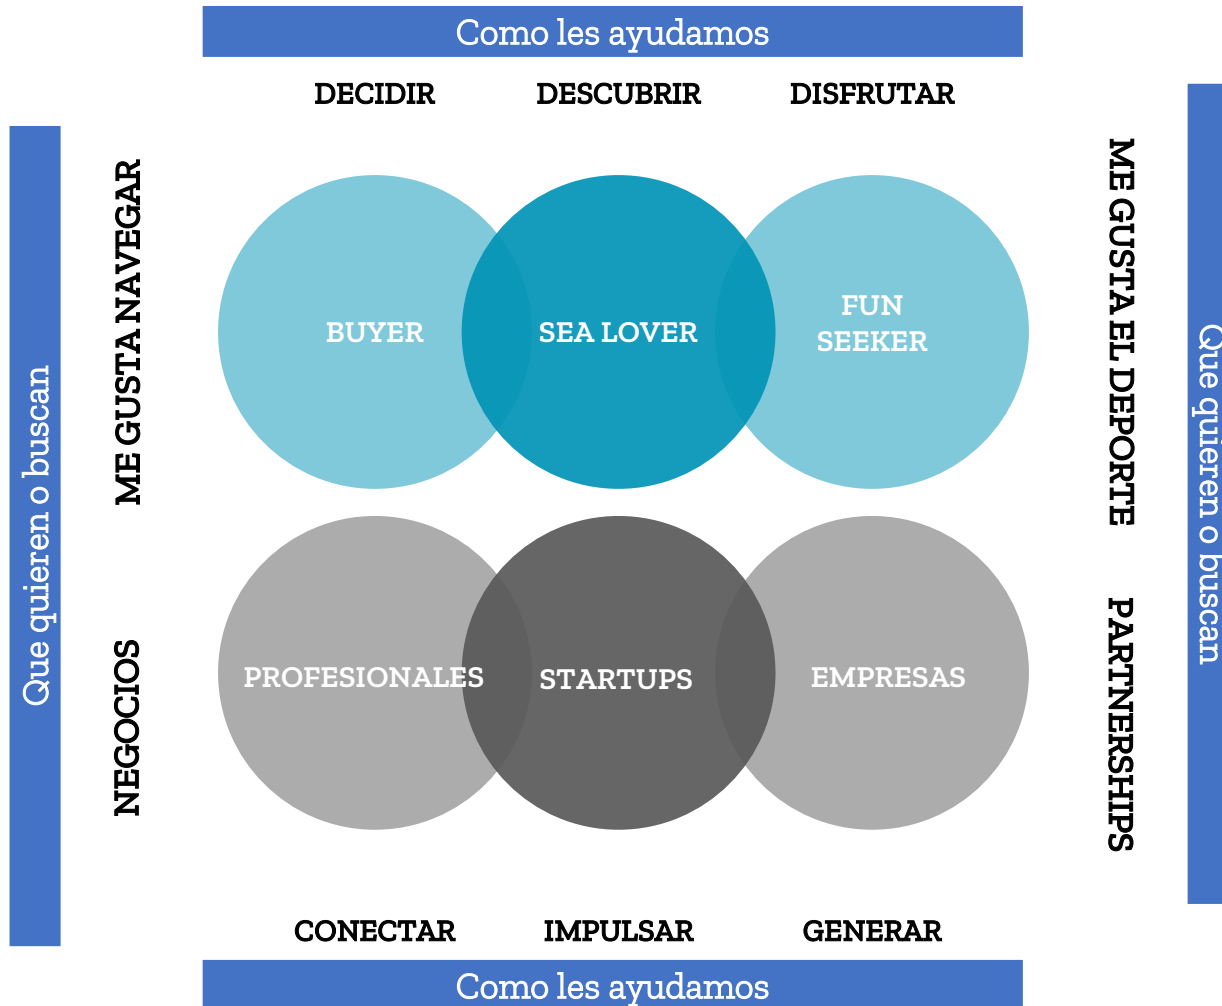 Como les ayudamos
DECIDIR
DESCUBRIR
DISFRUTAR
Que quieren o buscan
ME GUSTA NAVEGAR
BUYER
SEA LOVER
FUN
SEEKER
ME GUSTA EL DEPORTE
Que quieren o buscan
NEGOCIOS
PROFESIONALES
STARTUPS
EMPRESAS
PARTNERSHIPS
CONECTAR
IMPULSAR
GENERAR
Como les ayudamos